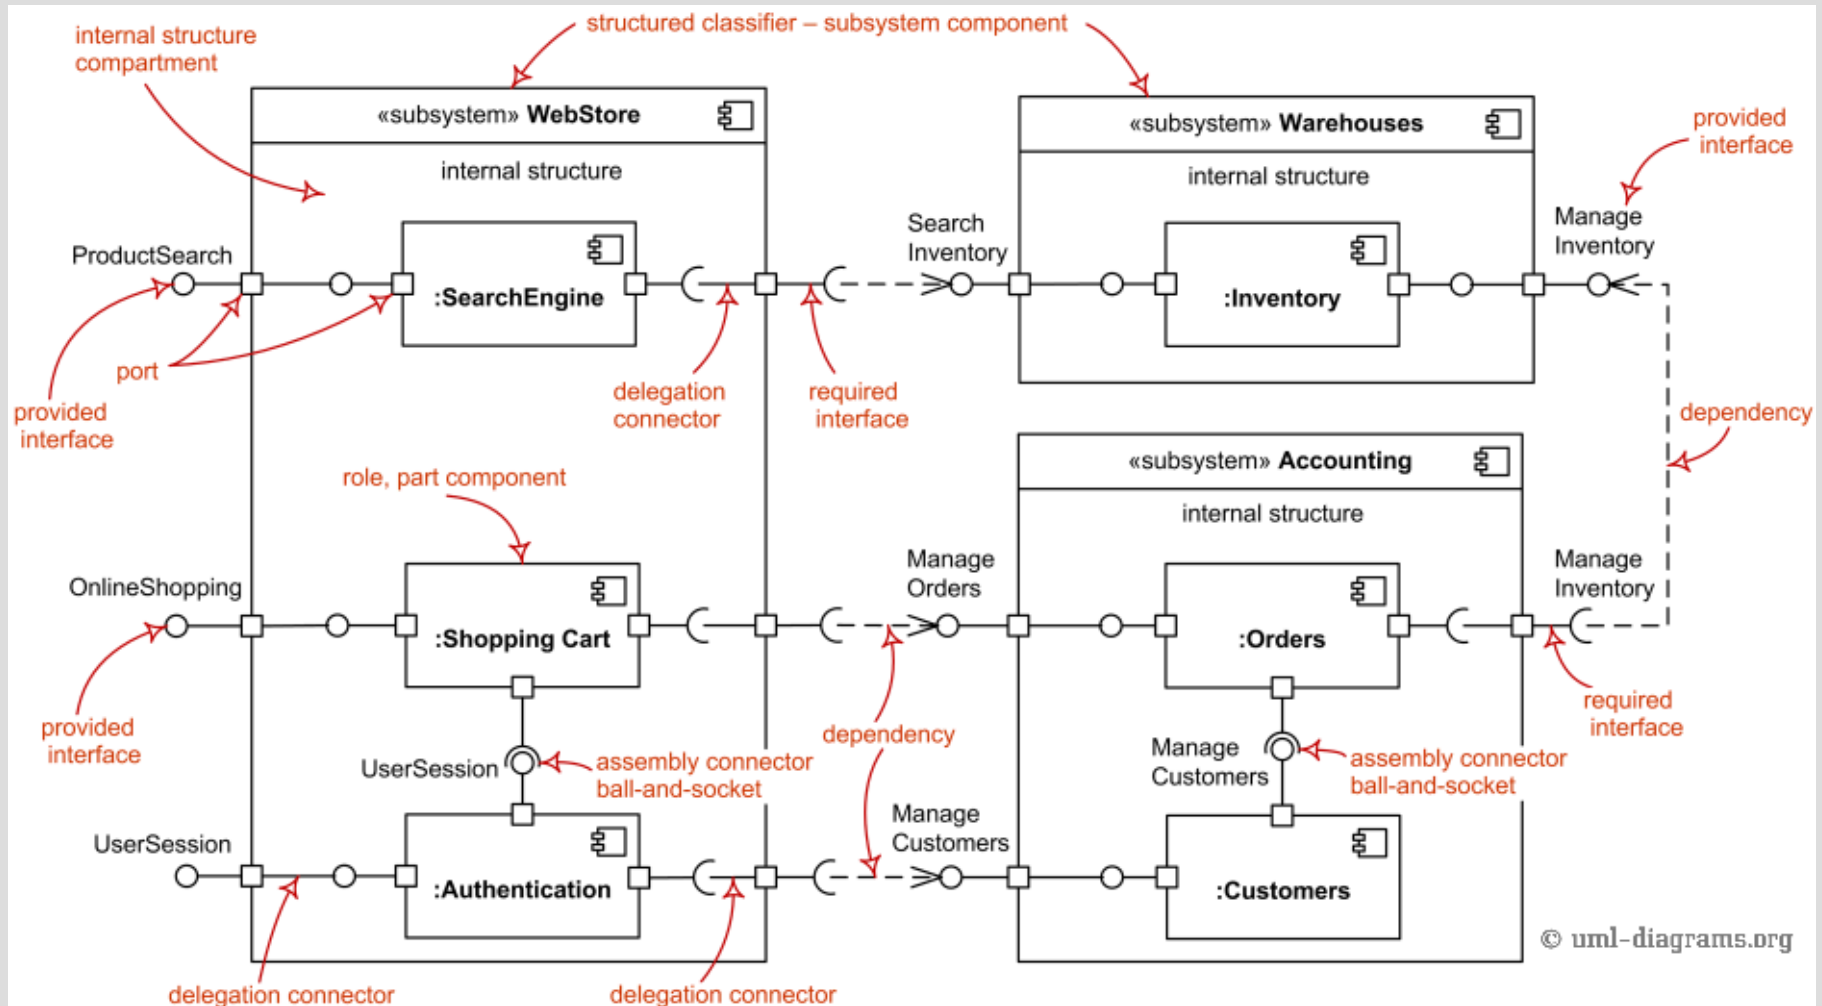 structured classifier – subsystem component
internal structure
compartment
«subsystem» WebStore
internal structure
«subsystem» Warehouses
internal structure
provided
interface
ProductSearch
:SearchEngine
Search
Inventory
:Inventory
Manage
Inventory
port
provided
interface
delegation
connector
required
interface
dependency
role, part component
«subsystem» Accounting
internal structure
OnlineShopping
:Shopping Cart
Manage
Orders
:Orders
Manage
Inventory
provided
interface
required
interface
dependency
UserSession
assembly connector
ball-and-socket
Manage
Customers
assembly connector
ball-and-socket
UserSession
:Authentication
Manage
Customers
:Customers
delegation connector
delegation connector
© uml-diagrams.org